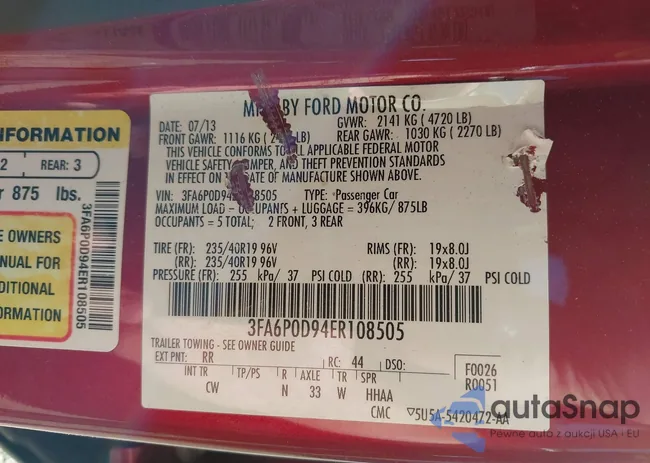 INFORMATION
2 REAR: 3
875 lbs.
E OWNERS
NUAL FOR
DITIONAL
ORMATION
3FA6P0D94ER108505
BY FORD MOTOR CO.
DATE: 07/13 GVWR: 2141 KG ( 4720 LB)
FRONT GAWR: 1116 KG ( LB) REAR GAWR: 1030 KG ( 2270 LB)
THIS VEHICLE CONFORMS TO ALL APPLICABLE FEDERAL MOTOR
VEHICLE SAFETY, BUMPER, AND THEFT PREVENTION STANDARDS
IN EFFECT ON DATE OF MANUFACTURE SHOWN ABOVE.
VIN: 3FA6P0D94ER108505 TYPE: Passenger Car
MAXIMUM LOAD - OCCUPANTS + LUGGAGE = 396KG/ 875LB
OCCUPANTS = 5 TOTAL; 2 FRONT, 3 REAR
TIRE (FR): 235/40R19 96V RIMS (FR): 19x8.0J
(RR): 235/40R19 96V (RR): 19x8.0J
PRESSURE (FR): 255 kPa/ 37 PSI COLD (RR): 255 kPa/ 37 PSI COLD
3FA6P0D94ER108505
TRAILER TOWING - SEE OWNER GUIDE
EXT PNT: RR RC: 44 DSO: F0026
INT TR TP/PS R AXLE TR SPR R0051
CW N 33 W HHAA
CMC 5U5A-5420472-AA
autoSnap
Pewne auto z aukcji USA i EU